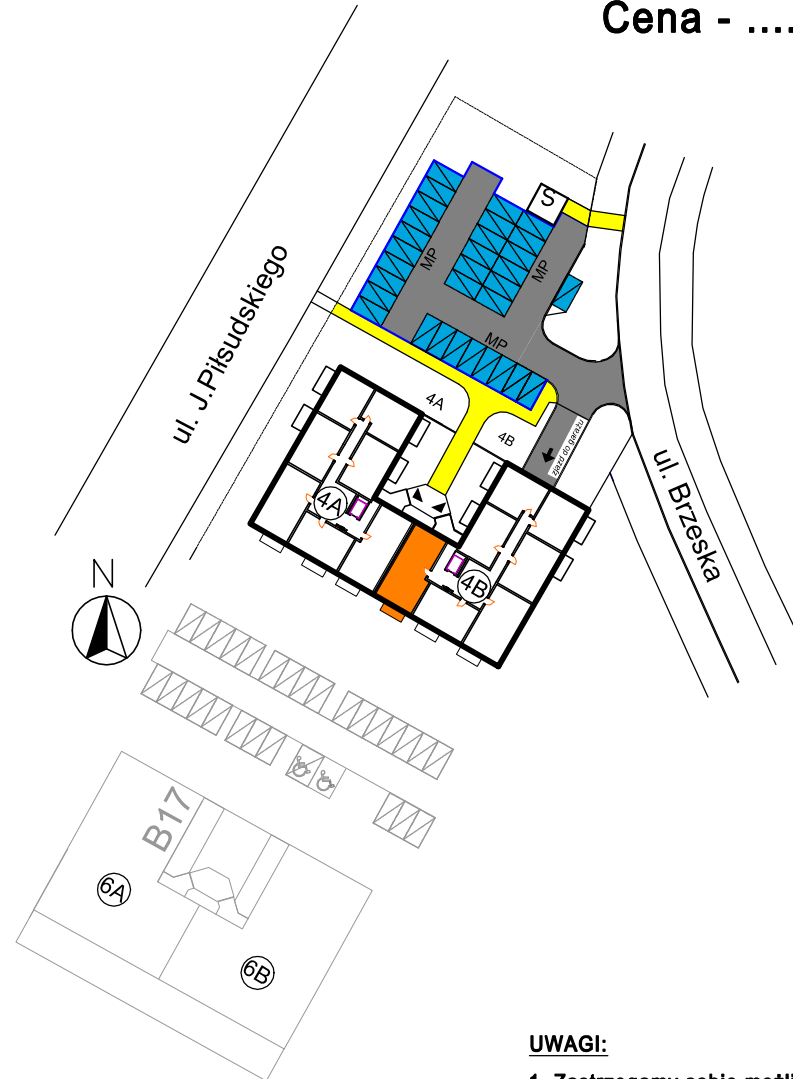 Cena - ....
S
MP
MP
MP
ul. J.Piłsudskiego
4A
4B
zjazd do garażu
ul. Brzeska
4A
4B
N
B17
6A
6B
UWAGI: